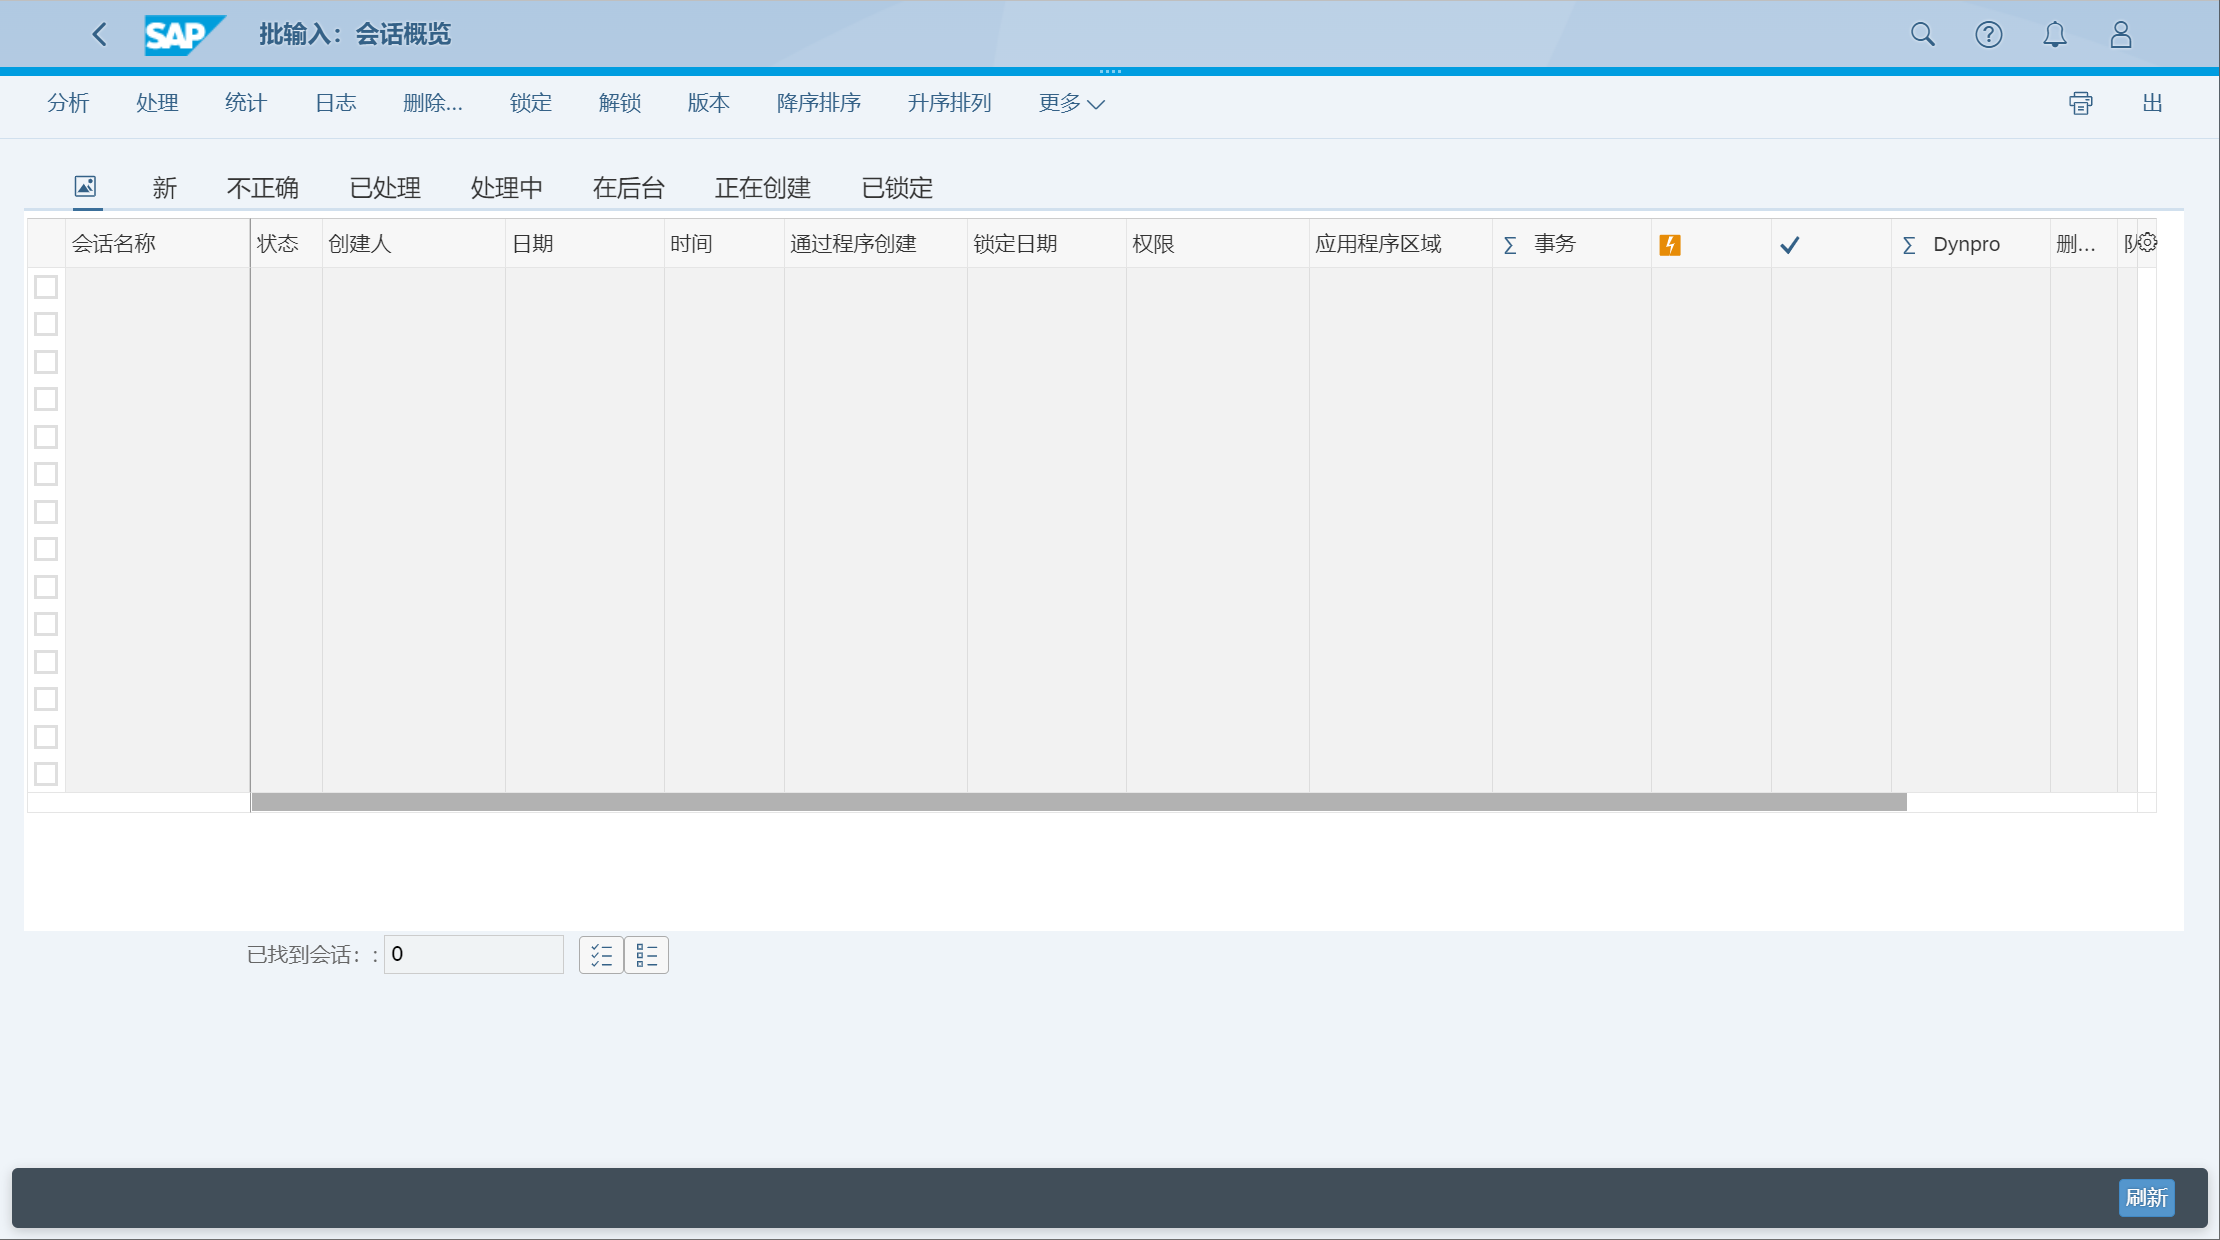 SAP 批输入：会话概览
分析 处理 统计 日志 删除... 锁定 解锁 版本 降序排序 升序排列 更多 出
新 不正确 已处理 处理中 在后台 正在创建 已锁定
会话名称 状态 创建人 日期 时间 通过程序创建 锁定日期 权限 应用程序区域 Σ 事务 Σ Dynpro 删...
已找到会话：: 0
刷新